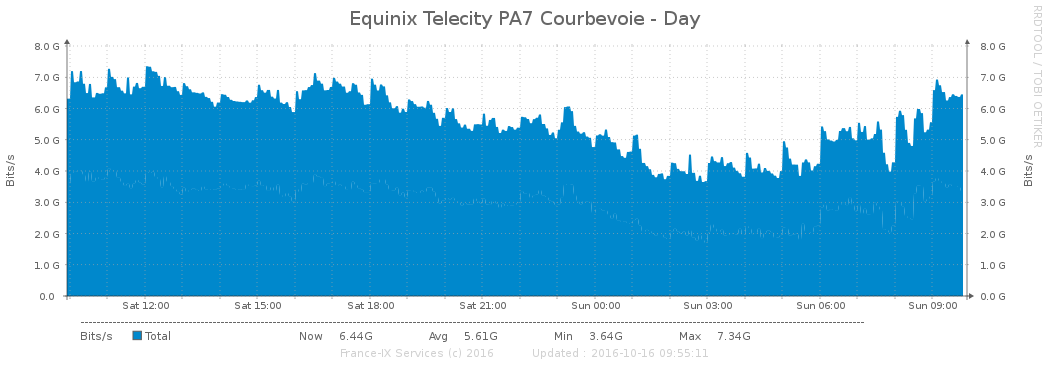 Equinix Telecity PA7 Courbevoie - Day
RRDTOOL / TOBI OETIKER
Bits/s
8.0 G
7.0 G
6.0 G
5.0 G
4.0 G
3.0 G
2.0 G
1.0 G
0.0
8.0 G
7.0 G
6.0 G
5.0 G
4.0 G
3.0 G
2.0 G
1.0 G
0.0 G
Bits/s
Sat 12:00 Sat 15:00 Sat 18:00 Sat 21:00 Sun 00:00 Sun 03:00 Sun 06:00 Sun 09:00
Bits/s Total Now 6.44G Avg 5.61G Min 3.64G Max 7.34G
France-IX Services (c) 2016 Updated : 2016-10-16 09:55:11